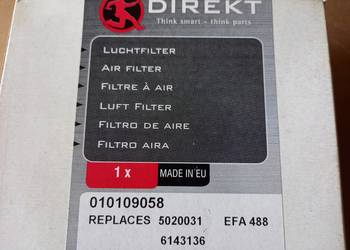 DIREKT
Think smart - think parts
LUCHTFILTER
AIR FILTER
FILTRE À AIR
LUFT FILTER
FILTRO DE AIRE
FILTRO ARIA
1 x MADE IN EU
010109058
REPLACES 5020031 EFA 488
6143136